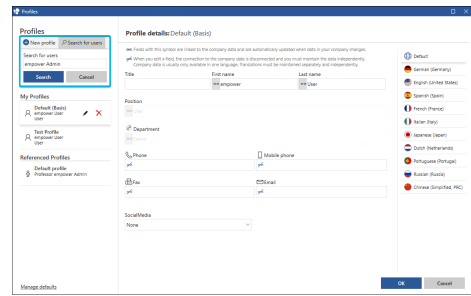 Profiles
Profiles
New profile
Search for users
Search for users
empower Admin
Search
Cancel
My Profiles
Default (Basis)
empower User
User
Test Profile
empower User
User
Referenced Profiles
Default profile
Professor empower Admin
Manage defaults
Profile details: Default (Basis)
Fields with this symbol are linked to the company data and are automatically updated when data in your company changes.
When you edit a field, the connection to the company data is disconnected and you must maintain the data independently.
Company data is usually only available in one language. Translations must be maintained separately and independently.
Title
First name
Last name
empower
User
Position
Department
Phone
Mobile phone
Fax
Email
SocialMedia
None
Default
German (Germany)
English (United States)
Spanish (Spain)
French (France)
Italian (Italy)
Japanese (Japan)
Dutch (Netherlands)
Portuguese (Portugal)
Russian (Russia)
Chinese (Simplified, PRC)
OK
Cancel